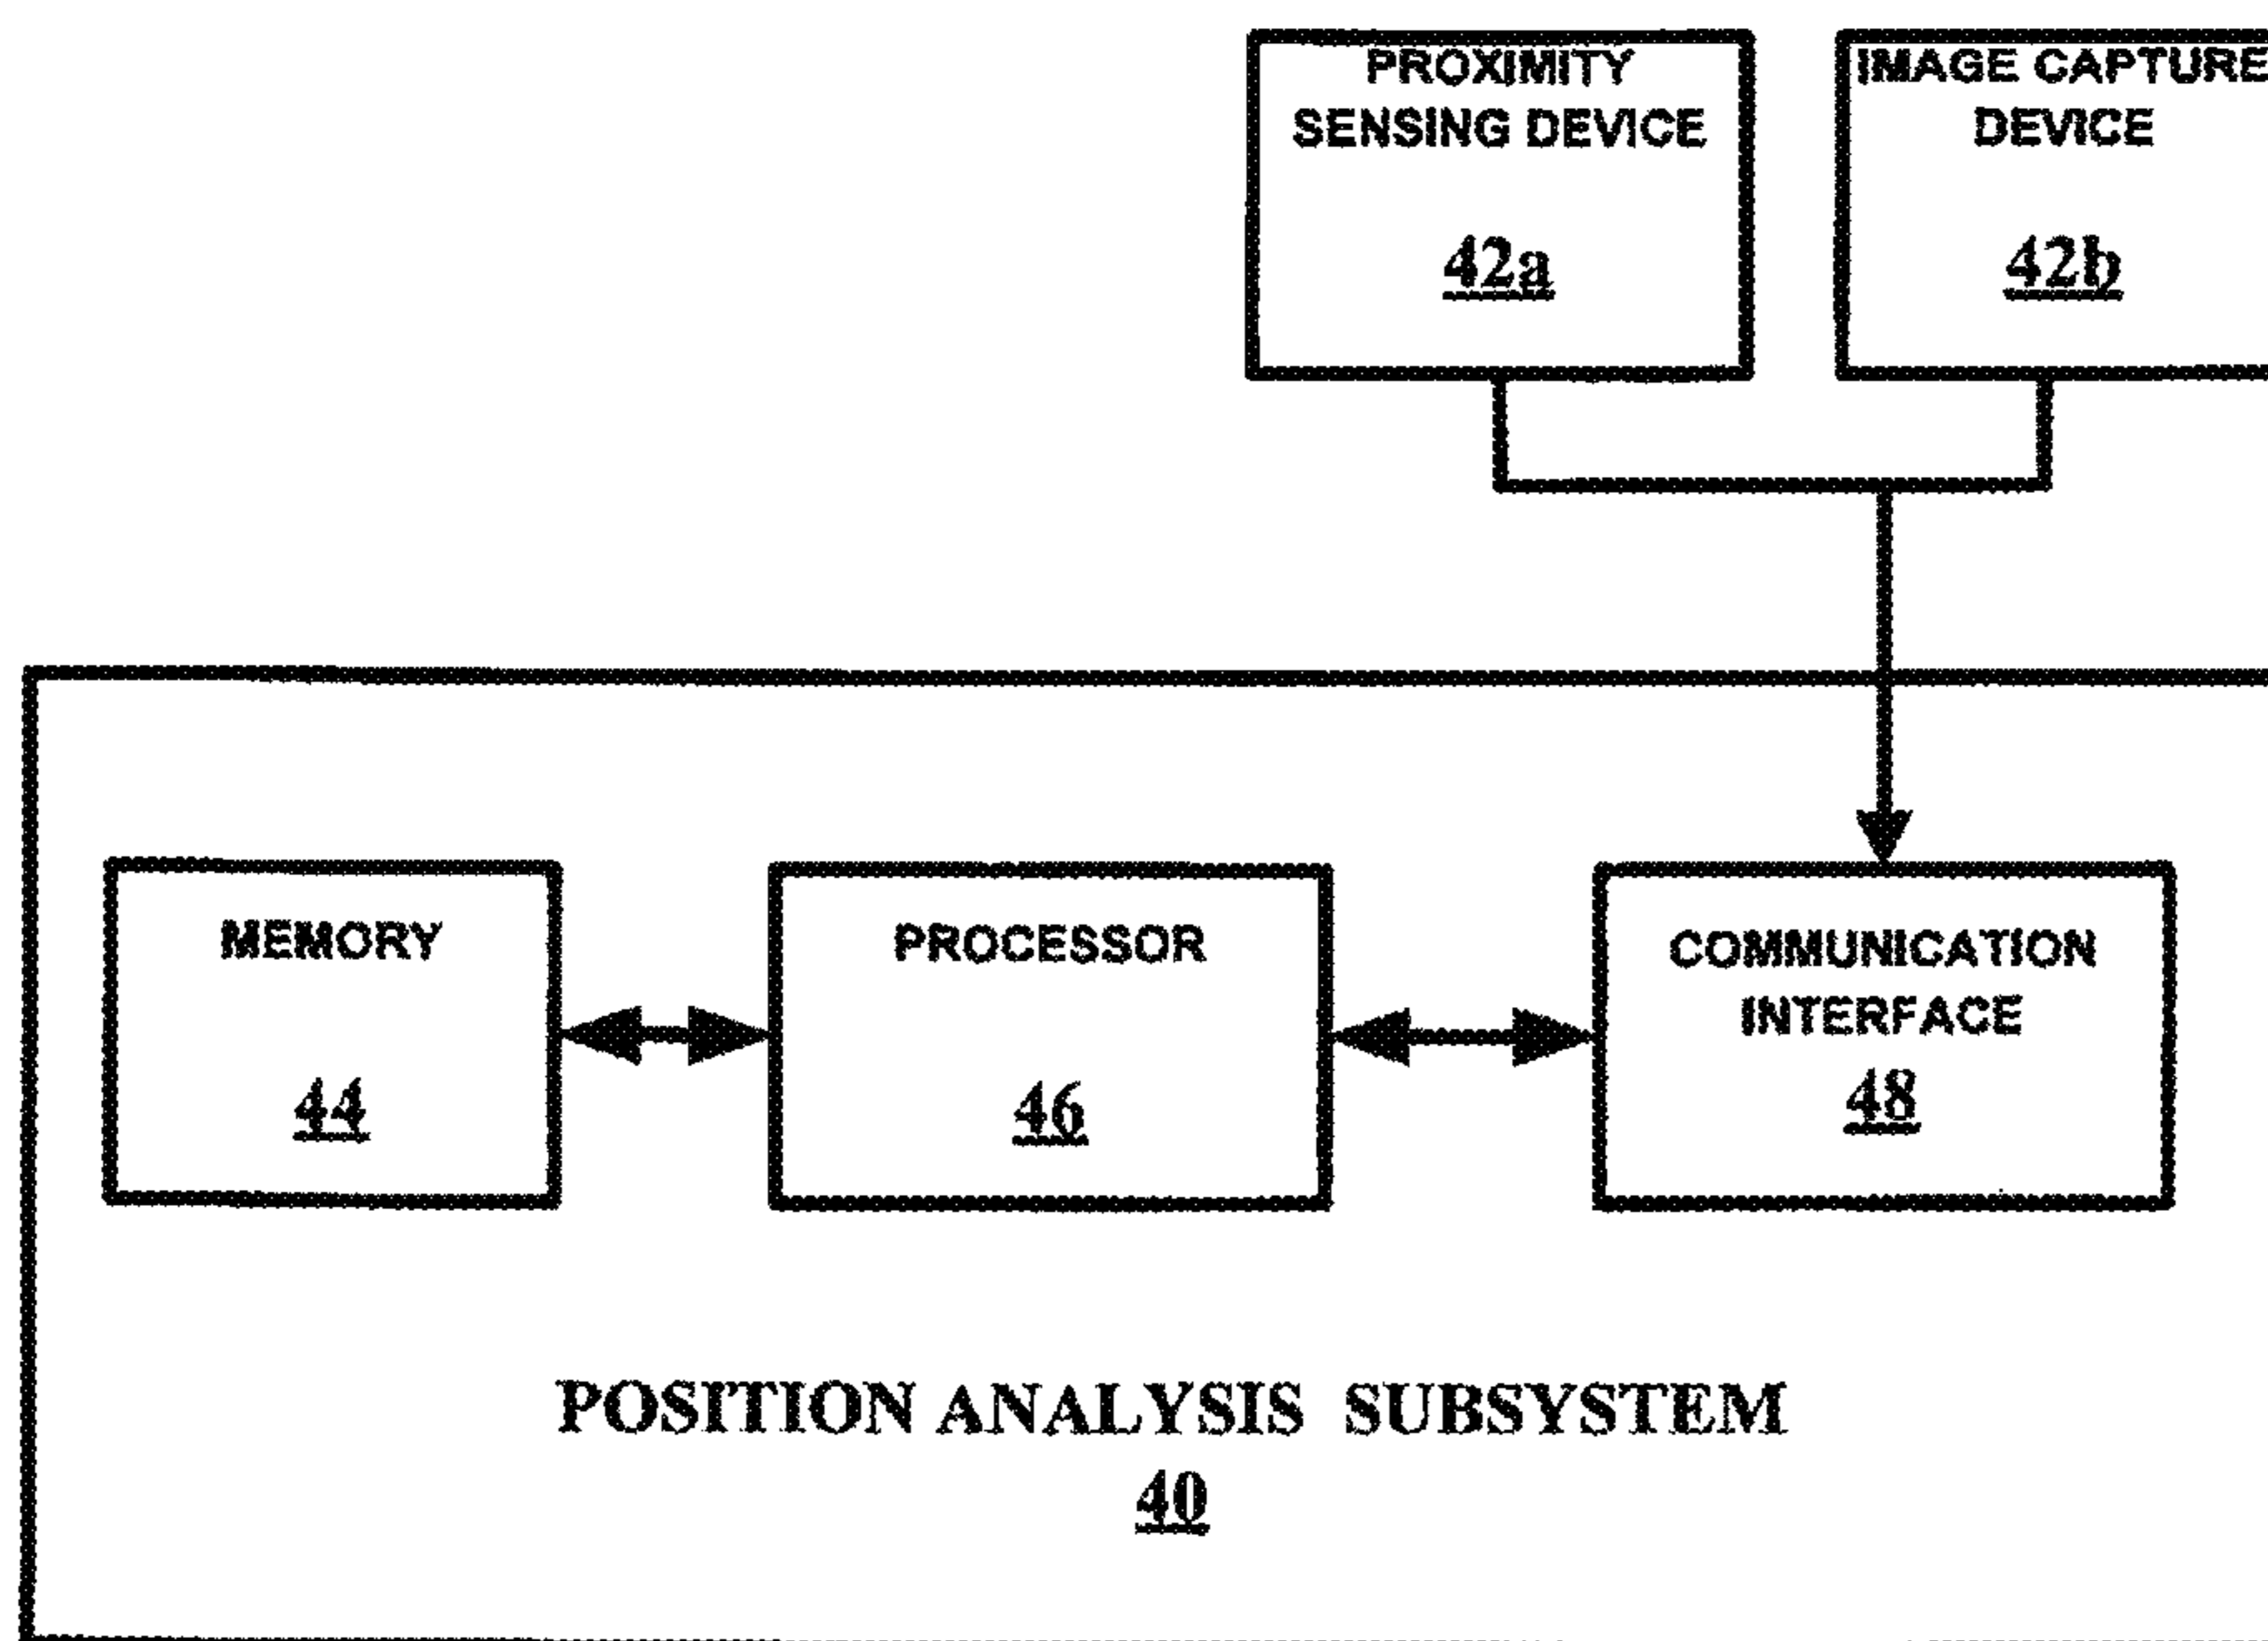 PROXIMITY
SENSING DEVICE
42a
IMAGE CAPTURE
DEVICE
42b
MEMORY
44
PROCESSOR
46
COMMUNICATION
INTERFACE
48
POSITION ANALYSIS SUBSYSTEM
40